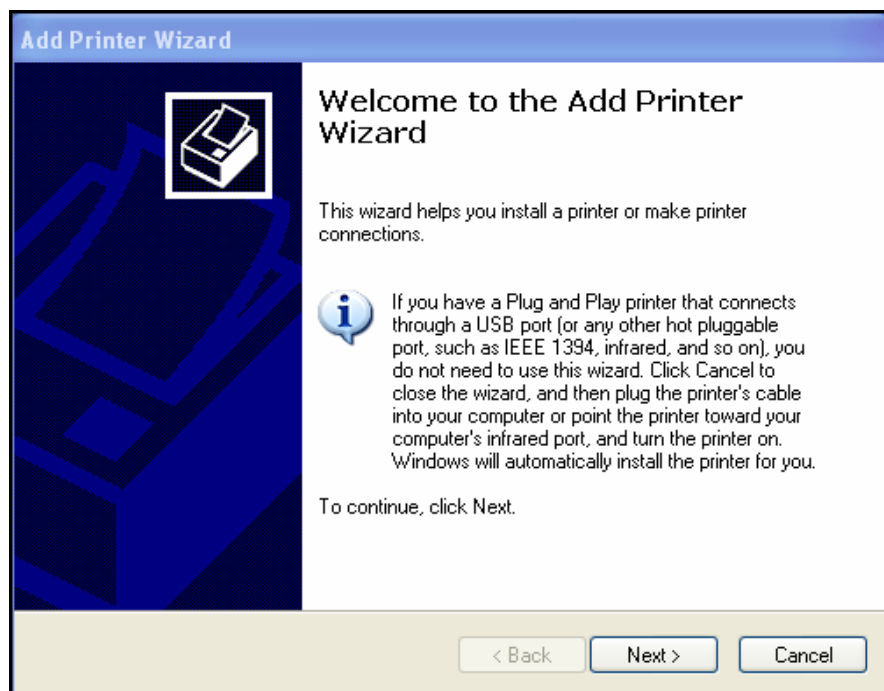 Add Printer Wizard
Welcome to the Add Printer
Wizard
This wizard helps you install a printer or make printer
connections.
If you have a Plug and Play printer that connects
through a USB port (or any other hot pluggable
port, such as IEEE 1394, infrared, and so on), you
do not need to use this wizard. Click Cancel to
close the wizard, and then plug the printer's cable
into your computer or point the printer toward your
computer's infrared port, and turn the printer on.
Windows will automatically install the printer for you.
To continue, click Next.
< Back Next > Cancel